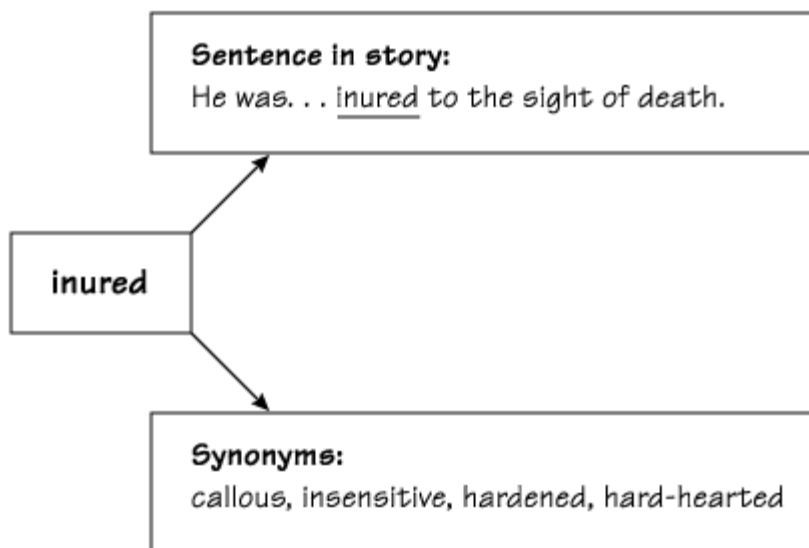 Sentence in story:
He was. . . inured to the sight of death.
inured
Synonyms:
callous, insensitive, hardened, hard-hearted